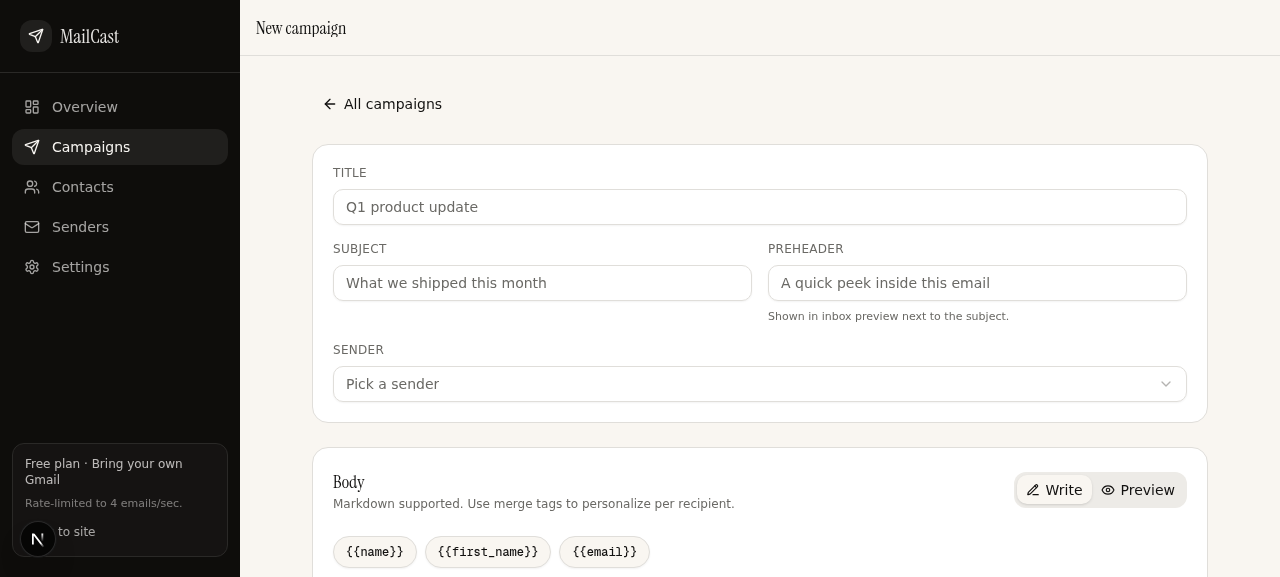 MailCast
New campaign
Overview
Campaigns
Contacts
Senders
Settings
Free plan · Bring your own
Gmail
Rate-limited to 4 emails/sec.
to site
N
All campaigns
TITLE
Q1 product update
SUBJECT
PREHEADER
What we shipped this month
A quick peek inside this email
Shown in inbox preview next to the subject.
SENDER
Pick a sender
Body
Markdown supported. Use merge tags to personalize per recipient.
Write
Preview
{{name}}
{{first_name}}
{{email}}